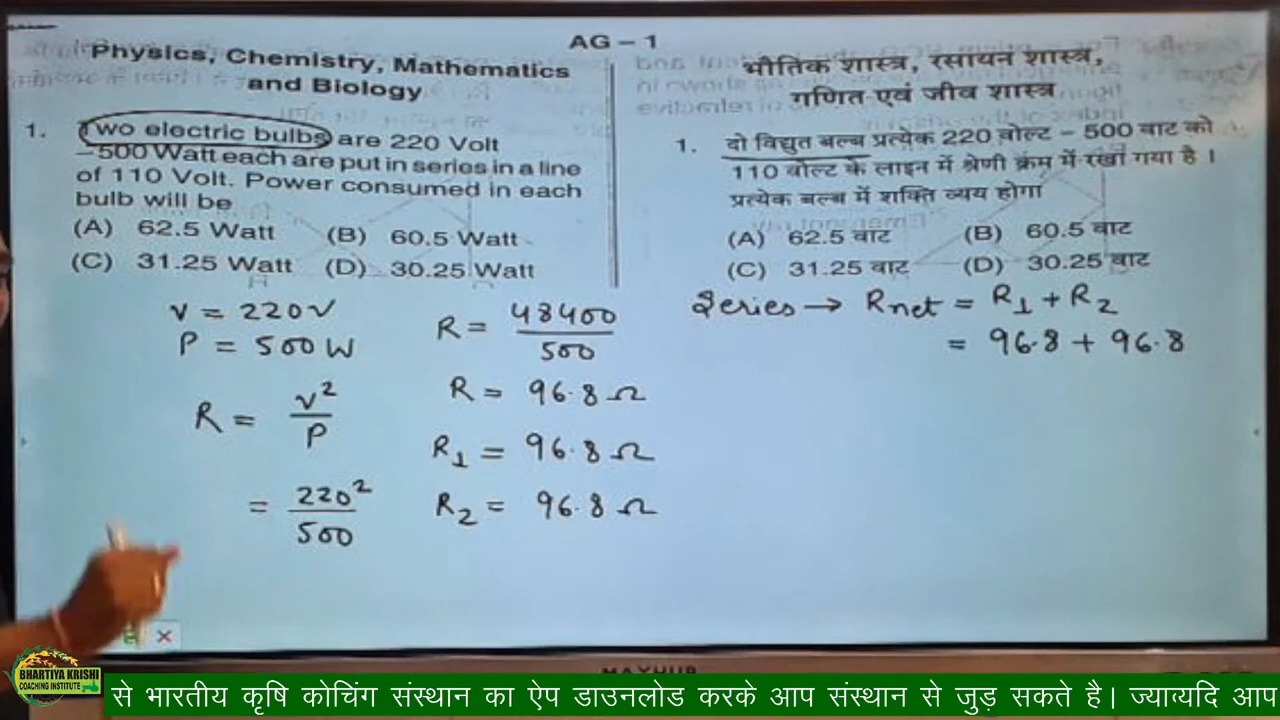 AG – 1
Physics, Chemistry, Mathematics
and Biology
1. Two electric bulbs are 220 Volt
–500 Watt each are put in series in a line
of 110 Volt. Power consumed in each
bulb will be
(A) 62.5 Watt (B) 60.5 Watt
(C) 31.25 Watt (D) 30.25 Watt
V = 220V
P = 500 W
R = V²/P
= 220²/500
R = 48400/500
R = 96.8 Ω
R₁ = 96.8 Ω
R₂ = 96.8 Ω
भौतिक शास्त्र, रसायन शास्त्र,
गणित एवं जीव शास्त्र
1. दो विद्युत बल्ब प्रत्येक 220 वोल्ट – 500 वाट को
110 वोल्ट के लाइन में श्रेणी क्रम में रखा गया है ।
प्रत्येक बल्ब में शक्ति व्यय होगा
(A) 62.5 वाट (B) 60.5 वाट
(C) 31.25 वाट (D) 30.25 वाट
Series → Rnet = R₁ + R₂
= 96.8 + 96.8
BHARTIYA KRISHI
COACHING INSTITUTE
से भारतीय कृषि कोचिंग संस्थान का ऐप डाउनलोड करके आप संस्थान से जुड़ सकते है। ज्याव्यदि आप